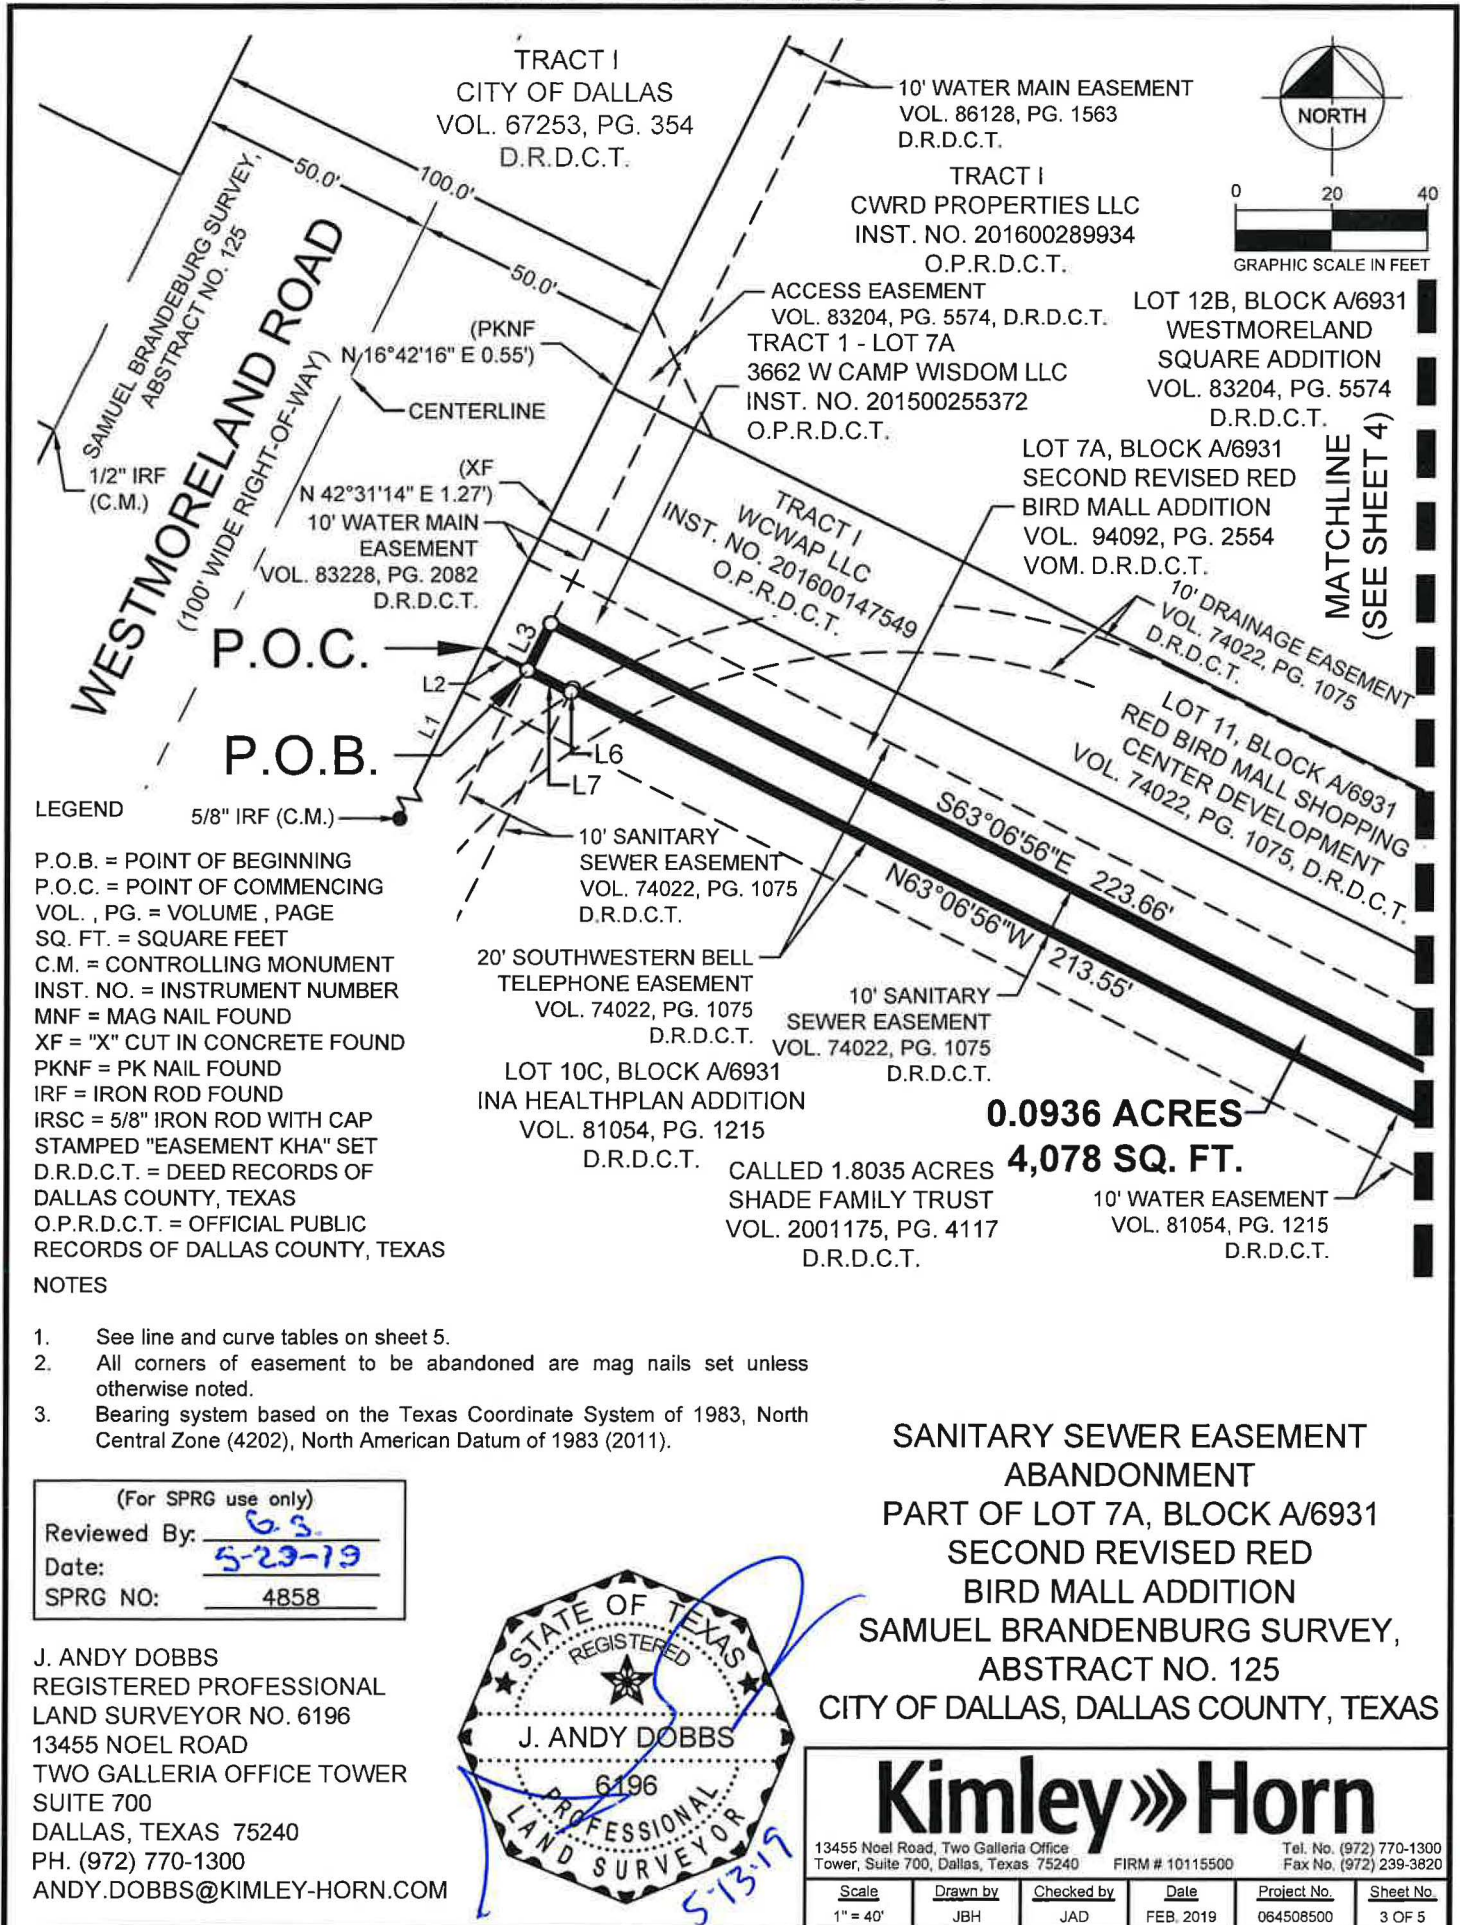 TRACT I
CITY OF DALLAS
VOL. 67253, PG. 354
D.R.D.C.T.
10' WATER MAIN EASEMENT
VOL. 86128, PG. 1563
D.R.D.C.T.
NORTH
0 20 40
GRAPHIC SCALE IN FEET
TRACT I
CWRD PROPERTIES LLC
INST. NO. 201600289934
O.P.R.D.C.T.
50.0'
100.0'
50.0'
SAMUEL BRANDEBURG SURVEY,
ABSTRACT NO. 125
WESTMORELAND ROAD
(100' WIDE RIGHT-OF-WAY)
ACCESS EASEMENT
VOL. 83204, PG. 5574, D.R.D.C.T.
TRACT 1 - LOT 7A
3662 W CAMP WISDOM LLC
INST. NO. 201500255372
O.P.R.D.C.T.
LOT 12B, BLOCK A/6931
WESTMORELAND
SQUARE ADDITION
VOL. 83204, PG. 5574
D.R.D.C.T.
(PKNF
N 16°42'16" E 0.55')
CENTERLINE
1/2" IRF
(C.M.)
(XF
N 42°31'14" E 1.27')
10' WATER MAIN
EASEMENT
VOL. 83228, PG. 2082
D.R.D.C.T.
LOT 7A, BLOCK A/6931
SECOND REVISED RED
BIRD MALL ADDITION
VOL. 94092, PG. 2554
VOM. D.R.D.C.T.
MATCHLINE
(SEE SHEET 4)
TRACT I
WCWAP LLC
INST. NO. 201600147549
O.P.R.D.C.T.
10' DRAINAGE EASEMENT
VOL. 74022, PG. 1075
D.R.D.C.T.
P.O.C.
L3
L2
L1
P.O.B.
L6
L7
5/8" IRF (C.M.)
LOT 11, BLOCK A/6931
RED BIRD MALL SHOPPING
CENTER DEVELOPMENT
VOL. 74022, PG. 1075, D.R.D.C.T.
S63°06'56"E 223.66'
N63°06'56"W 213.55'
10' SANITARY
SEWER EASEMENT
VOL. 74022, PG. 1075
D.R.D.C.T.
20' SOUTHWESTERN BELL
TELEPHONE EASEMENT
VOL. 74022, PG. 1075
D.R.D.C.T.
10' SANITARY
SEWER EASEMENT
VOL. 74022, PG. 1075
D.R.D.C.T.
LOT 10C, BLOCK A/6931
INA HEALTHPLAN ADDITION
VOL. 81054, PG. 1215
D.R.D.C.T.
0.0936 ACRES
4,078 SQ. FT.
CALLED 1.8035 ACRES
SHADE FAMILY TRUST
VOL. 2001175, PG. 4117
D.R.D.C.T.
10' WATER EASEMENT
VOL. 81054, PG. 1215
D.R.D.C.T.
LEGEND
P.O.B. = POINT OF BEGINNING
P.O.C. = POINT OF COMMENCING
VOL. , PG. = VOLUME , PAGE
SQ. FT. = SQUARE FEET
C.M. = CONTROLLING MONUMENT
INST. NO. = INSTRUMENT NUMBER
MNF = MAG NAIL FOUND
XF = "X" CUT IN CONCRETE FOUND
PKNF = PK NAIL FOUND
IRF = IRON ROD FOUND
IRSC = 5/8" IRON ROD WITH CAP
STAMPED "EASEMENT KHA" SET
D.R.D.C.T. = DEED RECORDS OF
DALLAS COUNTY, TEXAS
O.P.R.D.C.T. = OFFICIAL PUBLIC
RECORDS OF DALLAS COUNTY, TEXAS
NOTES
1. See line and curve tables on sheet 5.
2. All corners of easement to be abandoned are mag nails set unless
otherwise noted.
3. Bearing system based on the Texas Coordinate System of 1983, North
Central Zone (4202), North American Datum of 1983 (2011).
(For SPRG use only)
Reviewed By: G.S.
Date: 5-29-19
SPRG NO: 4858
J. ANDY DOBBS
REGISTERED PROFESSIONAL
LAND SURVEYOR NO. 6196
13455 NOEL ROAD
TWO GALLERIA OFFICE TOWER
SUITE 700
DALLAS, TEXAS 75240
PH. (972) 770-1300
ANDY.DOBBS@KIMLEY-HORN.COM
STATE OF TEXAS
REGISTERED
J. ANDY DOBBS
6196
PROFESSIONAL
LAND SURVEYOR
5-13-19
SANITARY SEWER EASEMENT
ABANDONMENT
PART OF LOT 7A, BLOCK A/6931
SECOND REVISED RED
BIRD MALL ADDITION
SAMUEL BRANDENBURG SURVEY,
ABSTRACT NO. 125
CITY OF DALLAS, DALLAS COUNTY, TEXAS
Kimley»Horn
13455 Noel Road, Two Galleria Office
Tower, Suite 700, Dallas, Texas 75240
FIRM # 10115500
Tel. No. (972) 770-1300
Fax No. (972) 239-3820
Scale Drawn by Checked by Date Project No. Sheet No.
1" = 40' JBH JAD FEB. 2019 064508500 3 OF 5